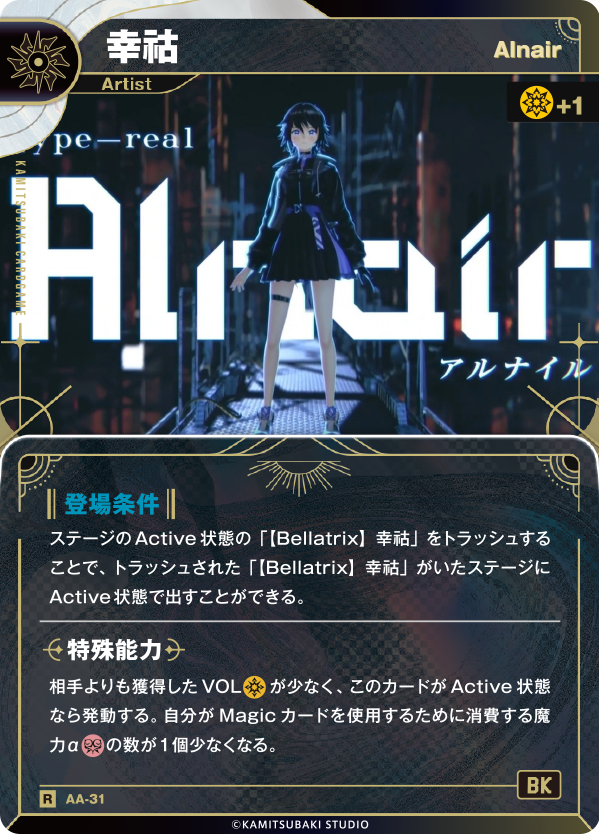 幸祜
Alnair
Artist
+1
ype—real
KAMITSUBAKI CARDGAME
Alnair
アルナイル
登場条件
ステージのActive状態の「【Bellatrix】幸祜」をトラッシュする
ことで、トラッシュされた「【Bellatrix】幸祜」がいたステージに
Active状態で出すことができる。
特殊能力
相手よりも獲得したVOLが少なく、このカードがActive状態
なら発動する。自分がMagicカードを使用するために消費する魔
力αの数が1個少なくなる。
BK
R AA-31
©KAMITSUBAKI STUDIO